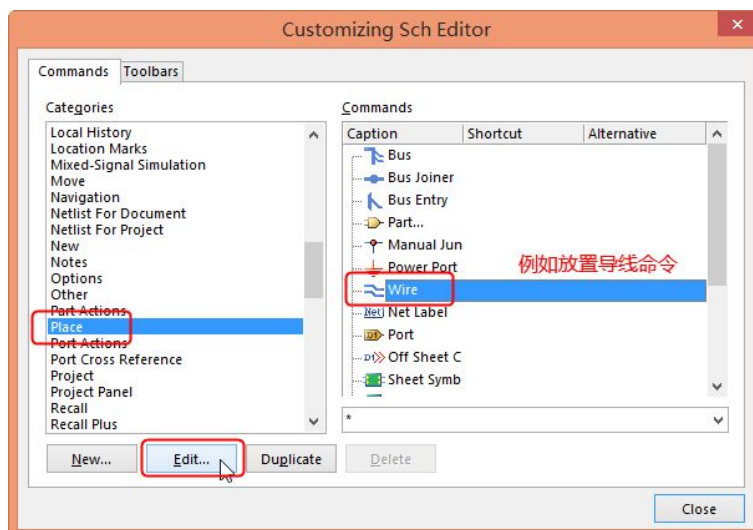 Customizing Sch Editor
Commands
Toolbars
Categories
Local History
Location Marks
Mixed-Signal Simulation
Move
Navigation
Netlist For Document
Netlist For Project
New
Notes
Options
Other
Part Actions
Place
Port Actions
Port Cross Reference
Project
Project Panel
Recall
Recall Plus
New...
Edit...
Duplicate
Delete
Commands
Caption Shortcut Alternative
Bus
Bus Joiner
Bus Entry
Part...
Manual Jun
Power Port
例如放置导线命令
Wire
Net Net Label
D1 Port
D1 Off Sheet C
Sheet Symb
*
Close